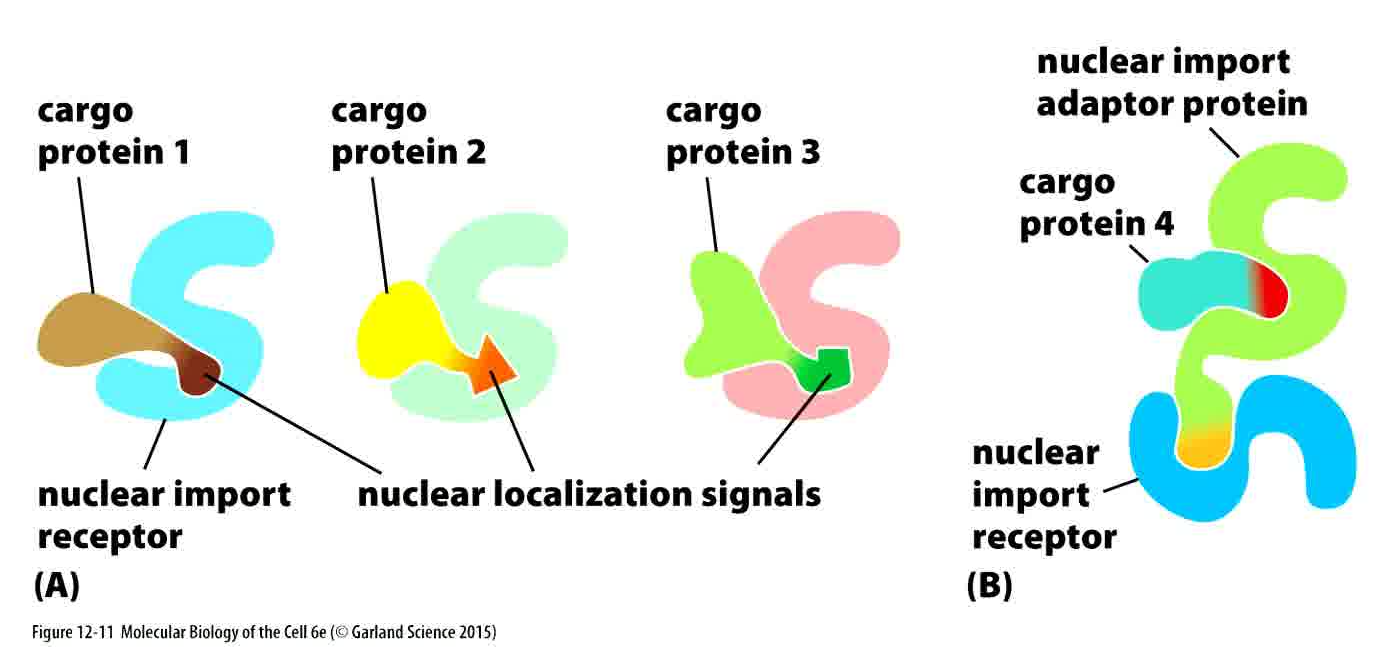 cargo
protein 1
cargo
protein 2
cargo
protein 3
nuclear import
receptor
nuclear localization signals
(A)
nuclear import
adaptor protein
cargo
protein 4
nuclear
import
receptor
(B)
Figure 12-11 Molecular Biology of the Cell 6e (© Garland Science 2015)